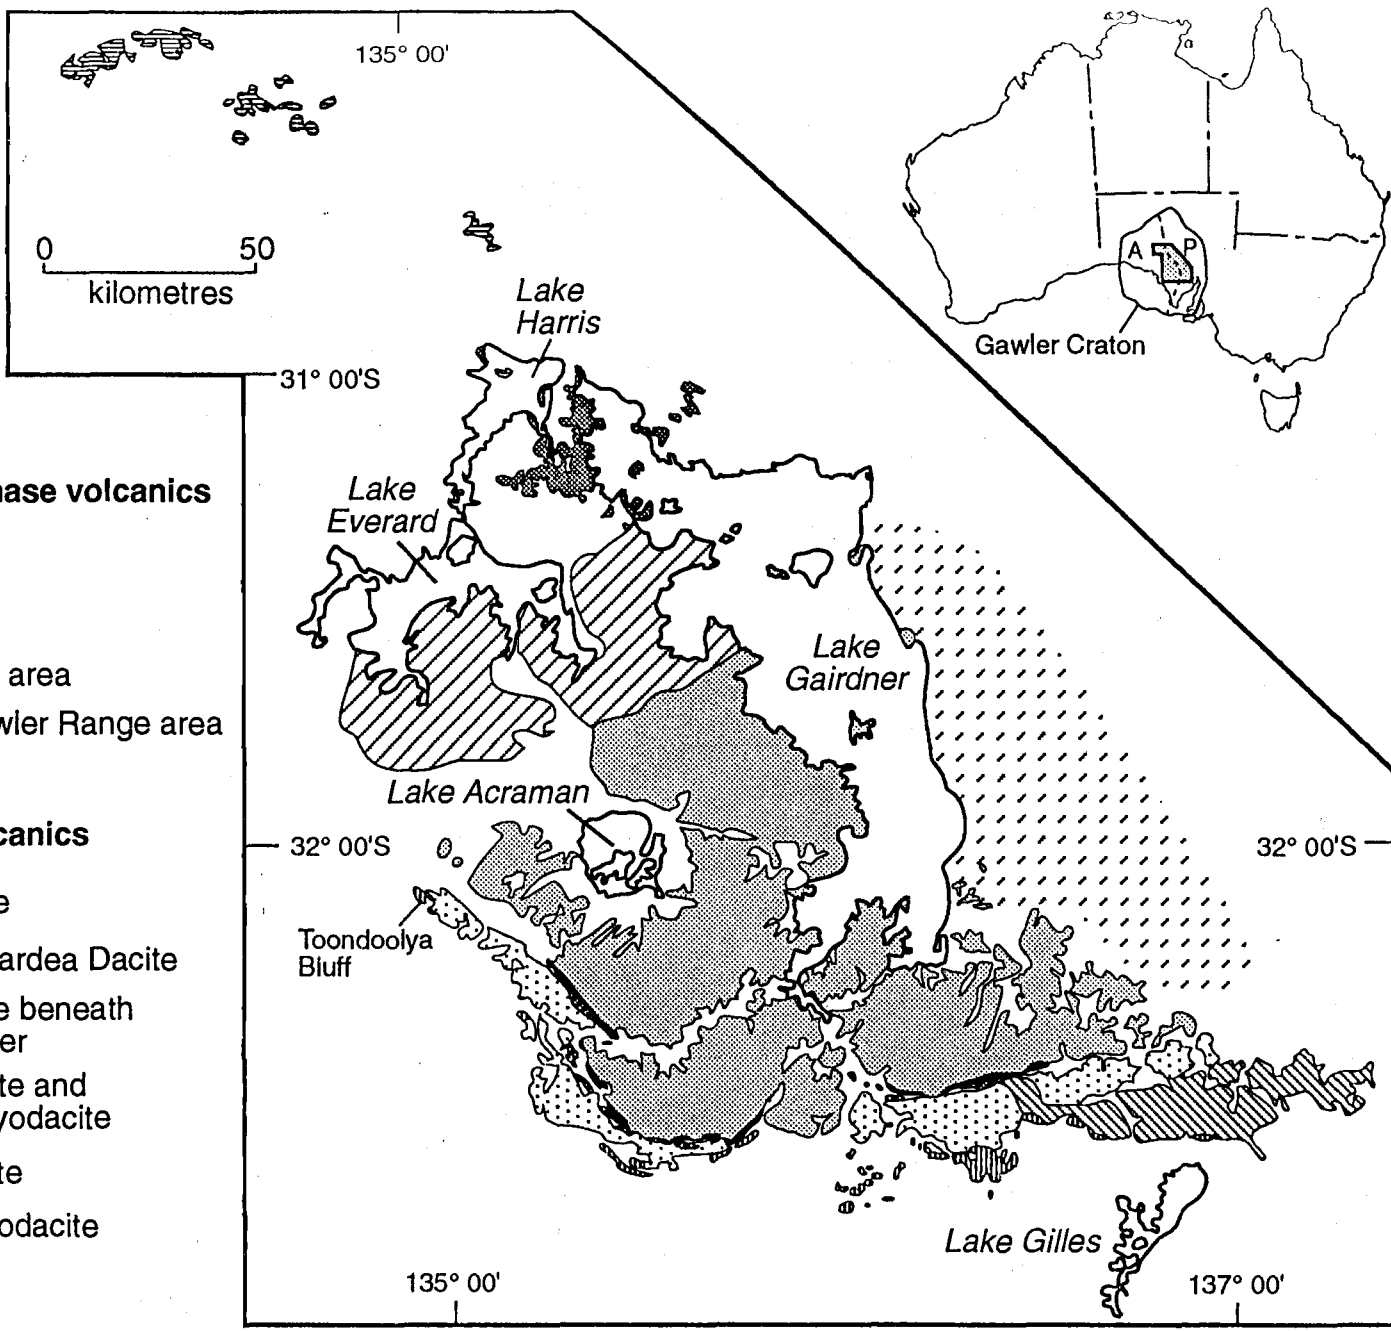 135° 00'
0 50
kilometres
A P
Gawler Craton
Lake
Harris
31° 00'S
Lake
Everard
ase volcanics
area
wler Range area
Lake
Gairdner
Lake Acraman
canics
32° 00'S
32° 00'S
e
Toondoolya
Bluff
ardea Dacite
e beneath
er
te and
yodacite
te
odacite
Lake Gilles
135° 00'
137° 00'